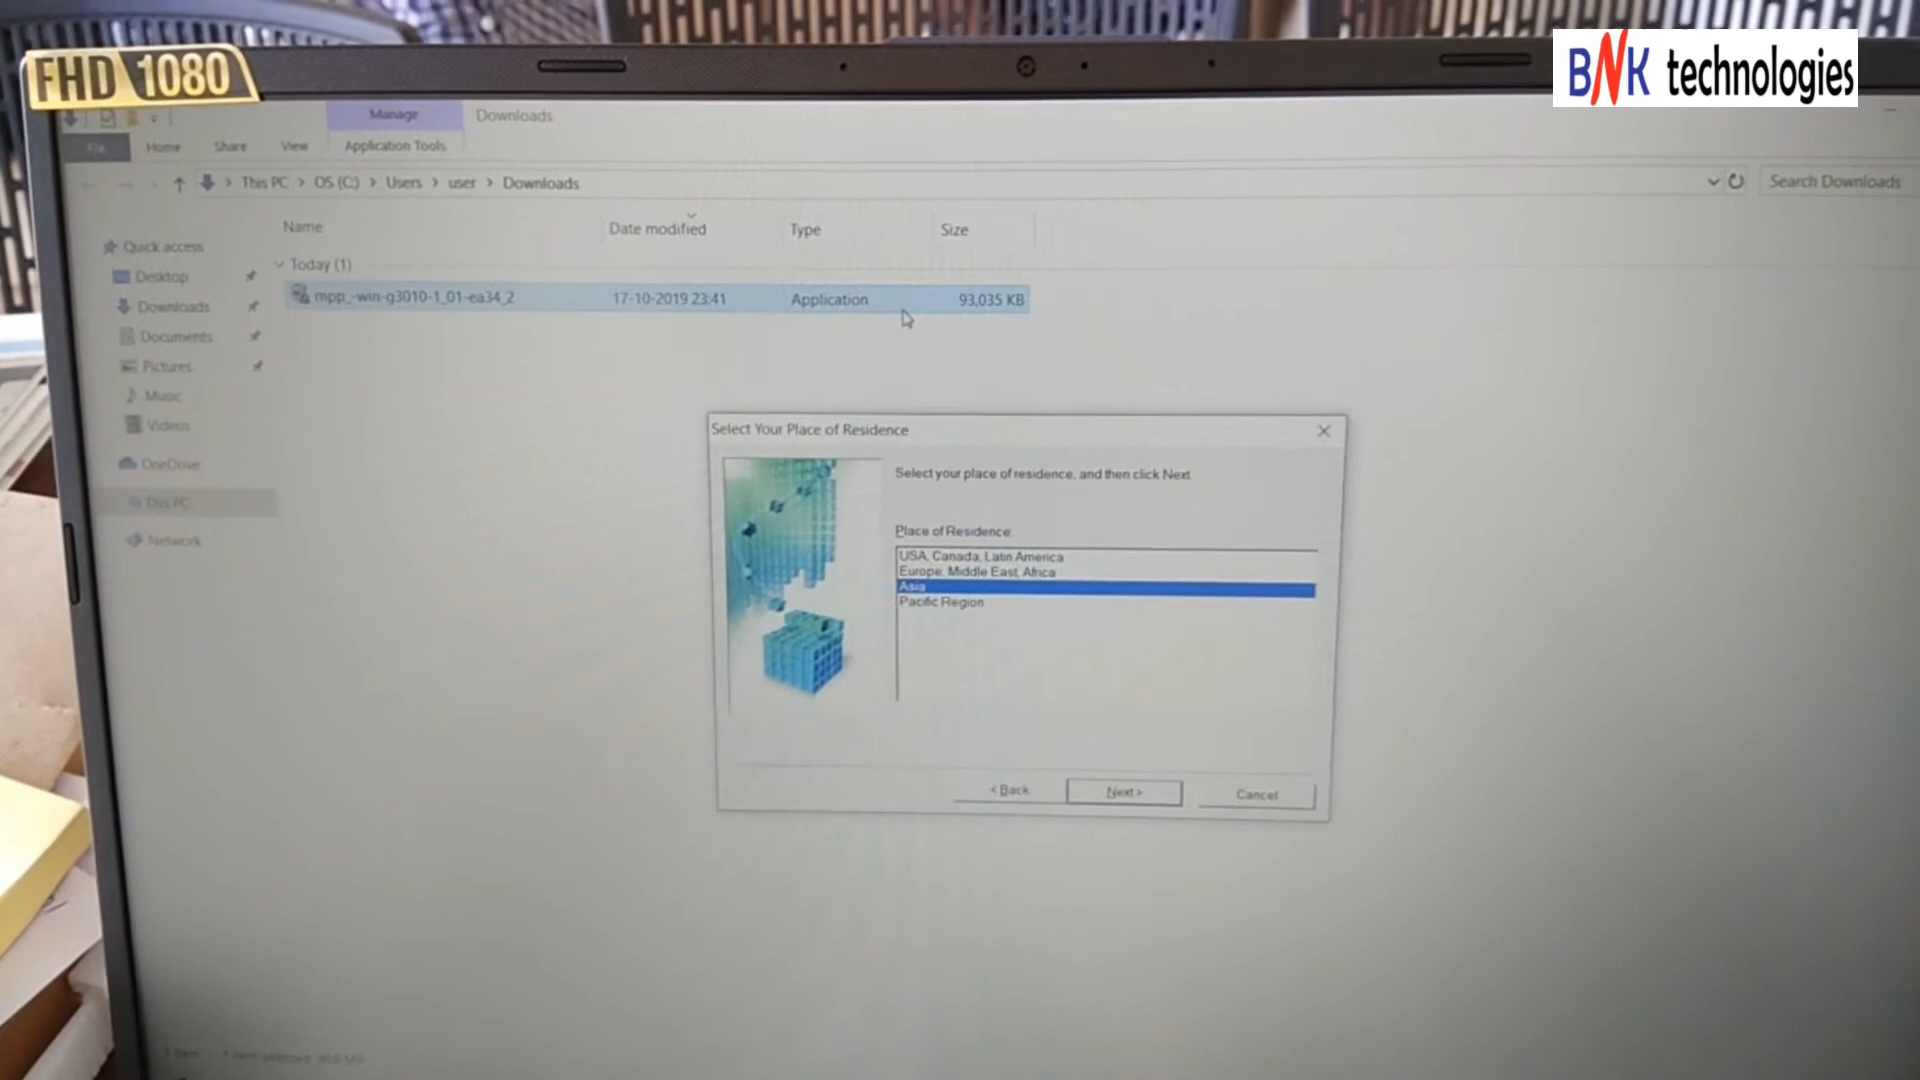 FHD 1080
BNK technologies
Manage
Downloads
File
Home
Share
View
Application Tools
This PC > OS (C:) > Users > user > Downloads
Search Downloads
Name
Date modified
Type
Size
Quick access
Desktop
Downloads
Documents
Pictures
Music
Videos
OneDrive
This PC
Network
Today (1)
mpp_-win-g3010-1_01-ea34_2
17-10-2019 23:41
Application
93,035 KB
Select Your Place of Residence
Select your place of residence, and then click Next.
Place of Residence:
USA, Canada, Latin America
Europe, Middle East, Africa
Asia
Pacific Region
< Back
Next >
Cancel